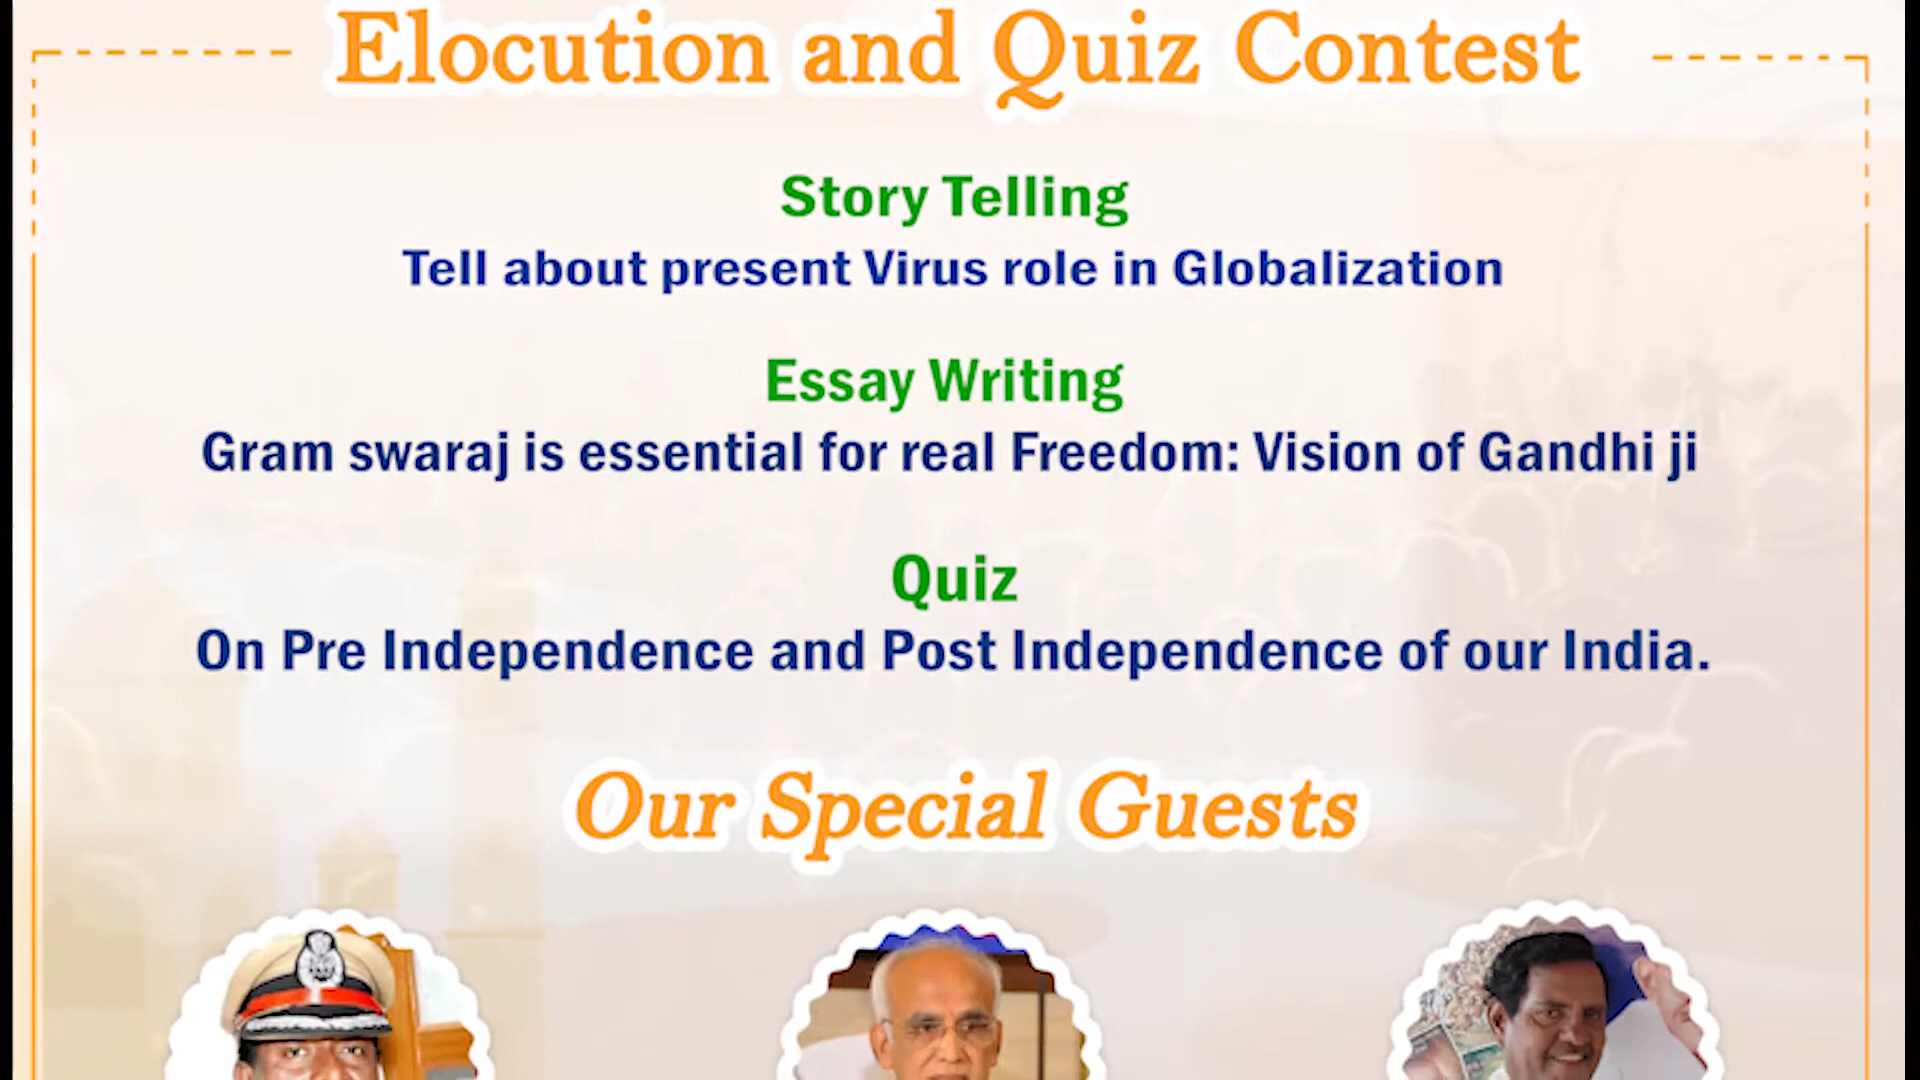 Elocution and Quiz Contest
Story Telling
Tell about present Virus role in Globalization
Essay Writing
Gram swaraj is essential for real Freedom: Vision of Gandhi ji
Quiz
On Pre Independence and Post Independence of our India.
Our Special Guests